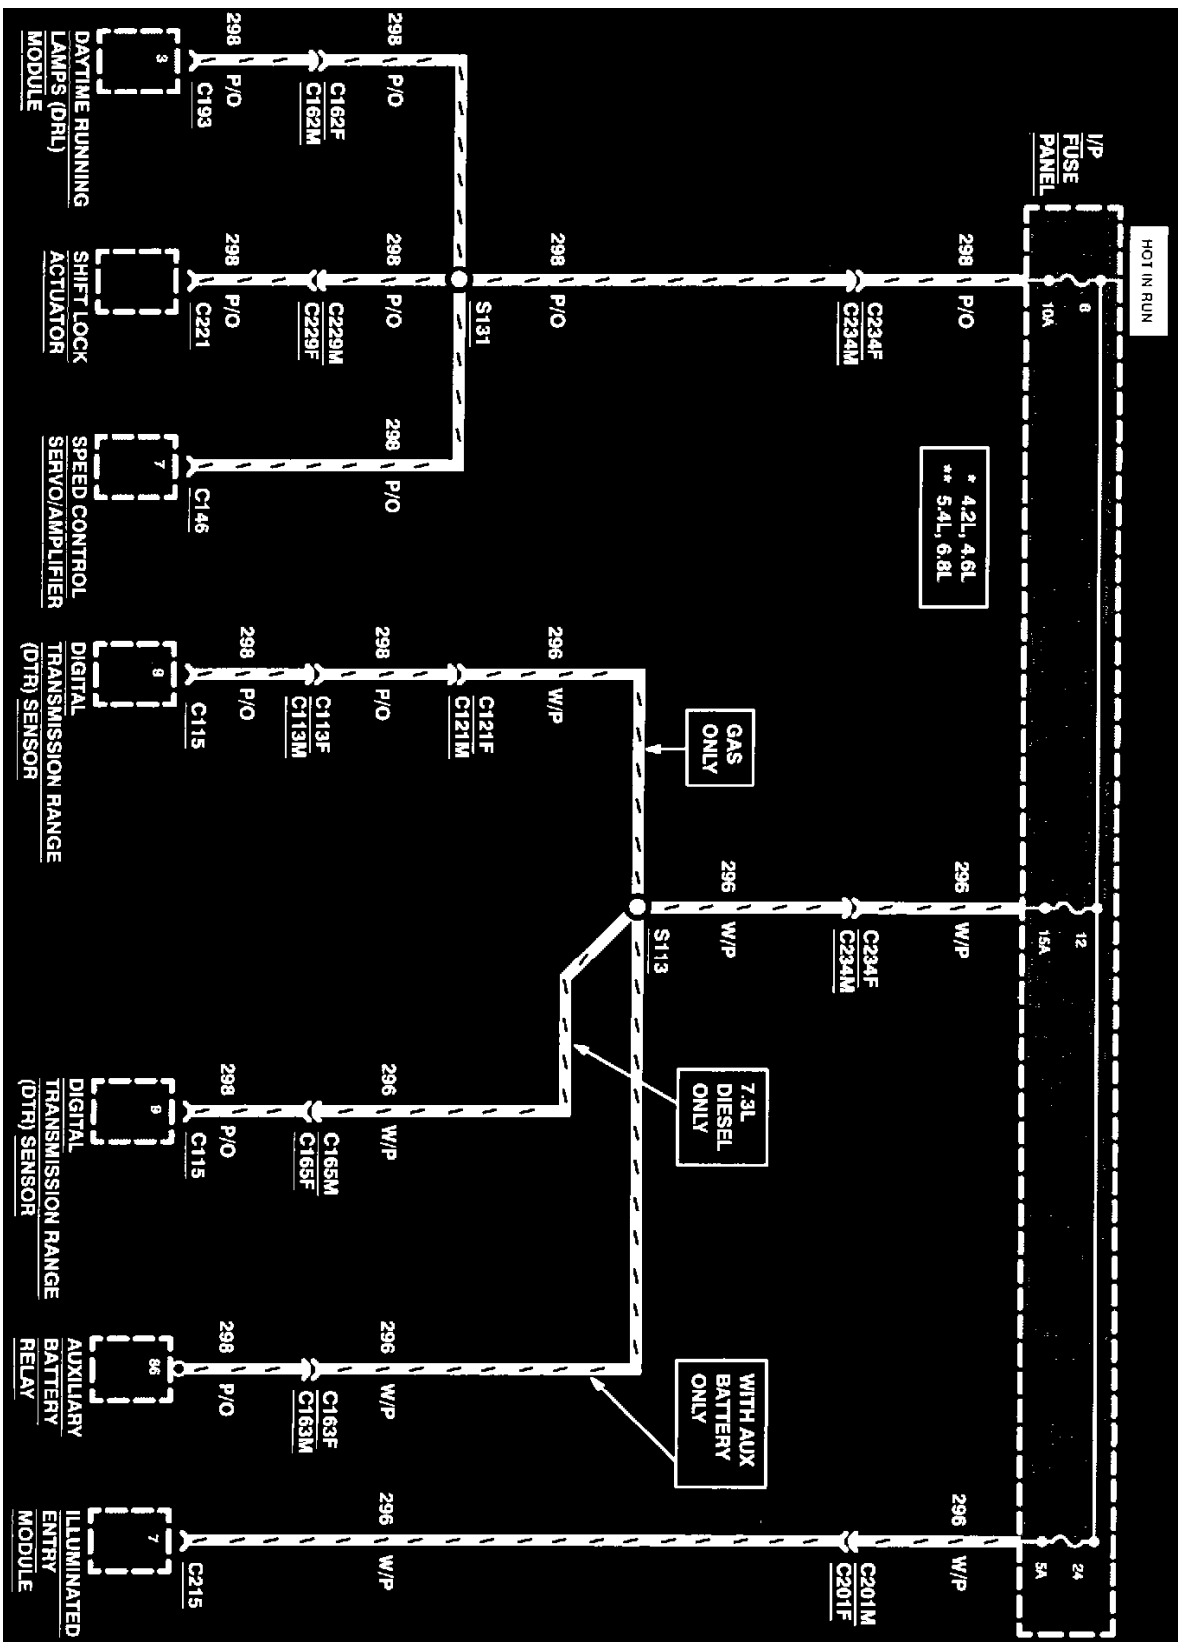 HOT IN RUN
I/P
FUSE
PANEL
6
10A
12
15A
24
5A
298
P/O
C234F
C234M
296
W/P
C234F
C234M
296
W/P
C201M
C201F
* 4.2L, 4.6L
** 5.4L, 6.8L
298
P/O
S131
296
W/P
S113
GAS
ONLY
7.3L
DIESEL
ONLY
WITH AUX
BATTERY
ONLY
298
P/O
C162F
C162M
298
P/O
C229M
C229F
298
P/O
296
W/P
C121F
C121M
298
P/O
C113F
C113M
296
W/P
C165M
C165F
296
W/P
C163F
C163M
296
W/P
298
P/O
C193
298
P/O
C221
C146
298
P/O
C115
298
P/O
C115
298
P/O
C215
3
7
8
9
86
7
DAYTIME RUNNING
LAMPS (DRL)
MODULE
SHIFT LOCK
ACTUATOR
SPEED CONTROL
SERVO/AMPLIFIER
DIGITAL
TRANSMISSION RANGE
(DTR) SENSOR
DIGITAL
TRANSMISSION RANGE
(DTR) SENSOR
AUXILIARY
BATTERY
RELAY
ILLUMINATED
ENTRY
MODULE